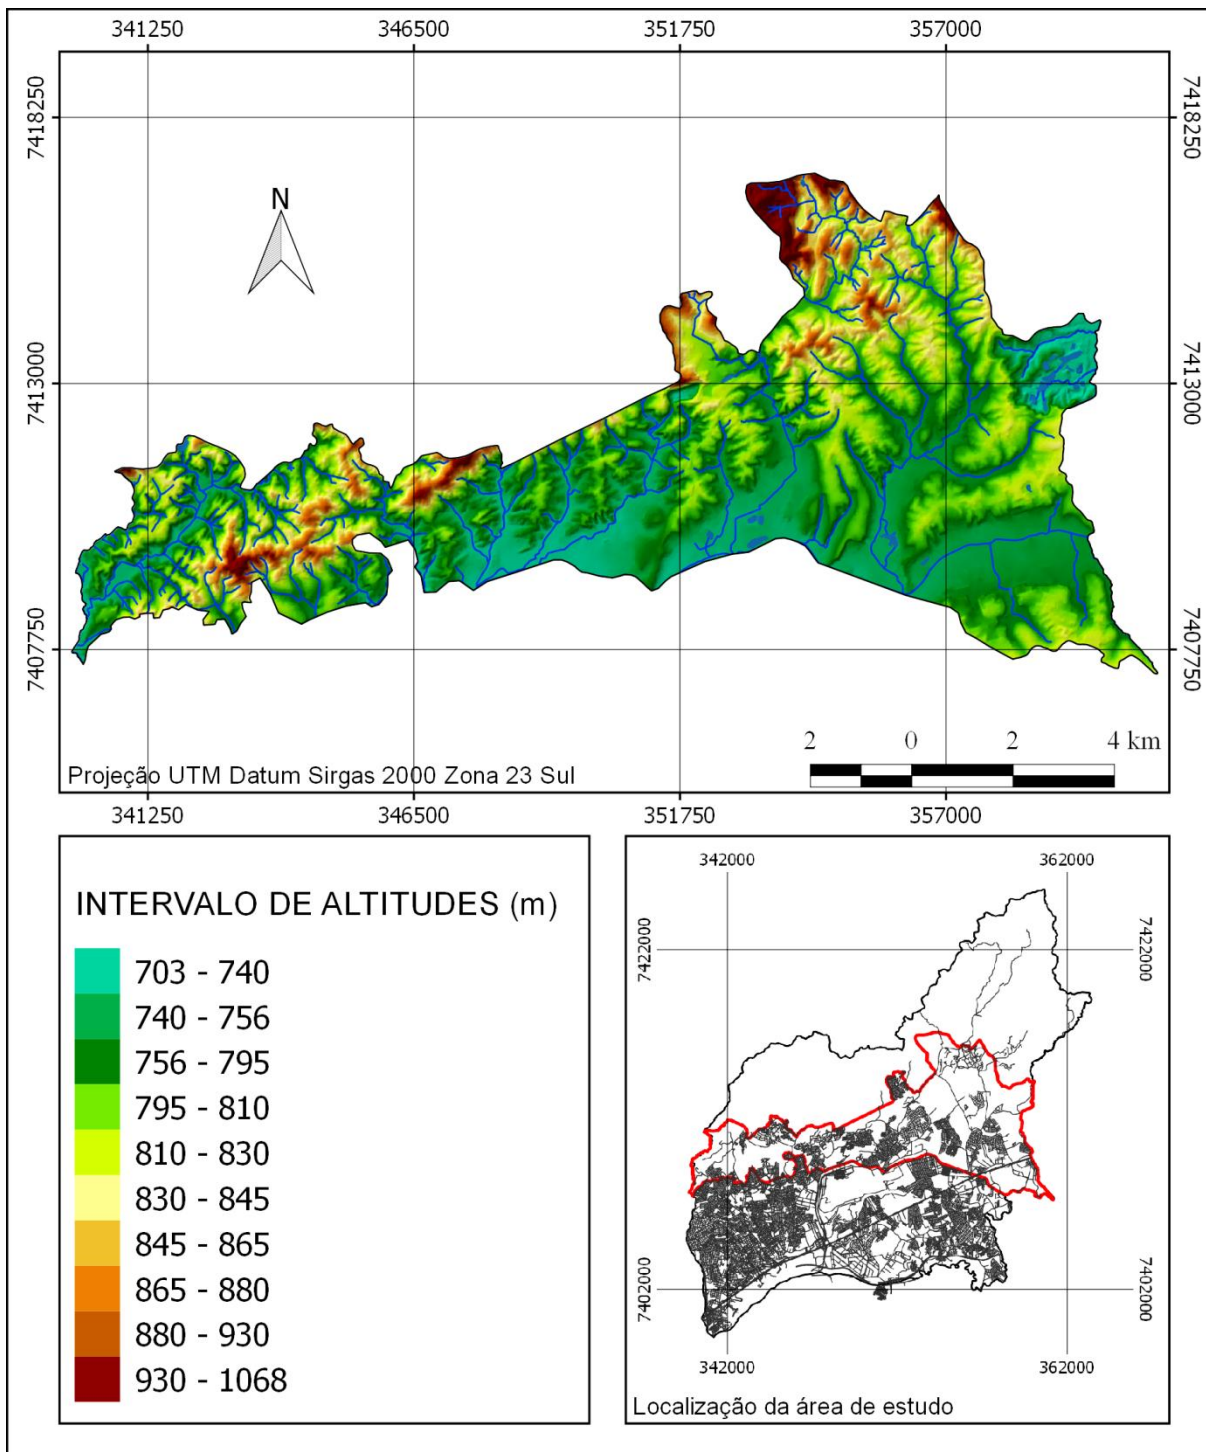 341250 346500 351750 357000
7418250 7418250
N
7413000 7413000
7407750 7407750
2 0 2 4 km
Projeção UTM Datum Sirgas 2000 Zona 23 Sul
341250 346500 351750 357000
INTERVALO DE ALTITUDES (m)
703 - 740
740 - 756
756 - 795
795 - 810
810 - 830
830 - 845
845 - 865
865 - 880
880 - 930
930 - 1068
342000 362000
7422000 7422000
7402000 7402000
342000 362000
Localização da área de estudo